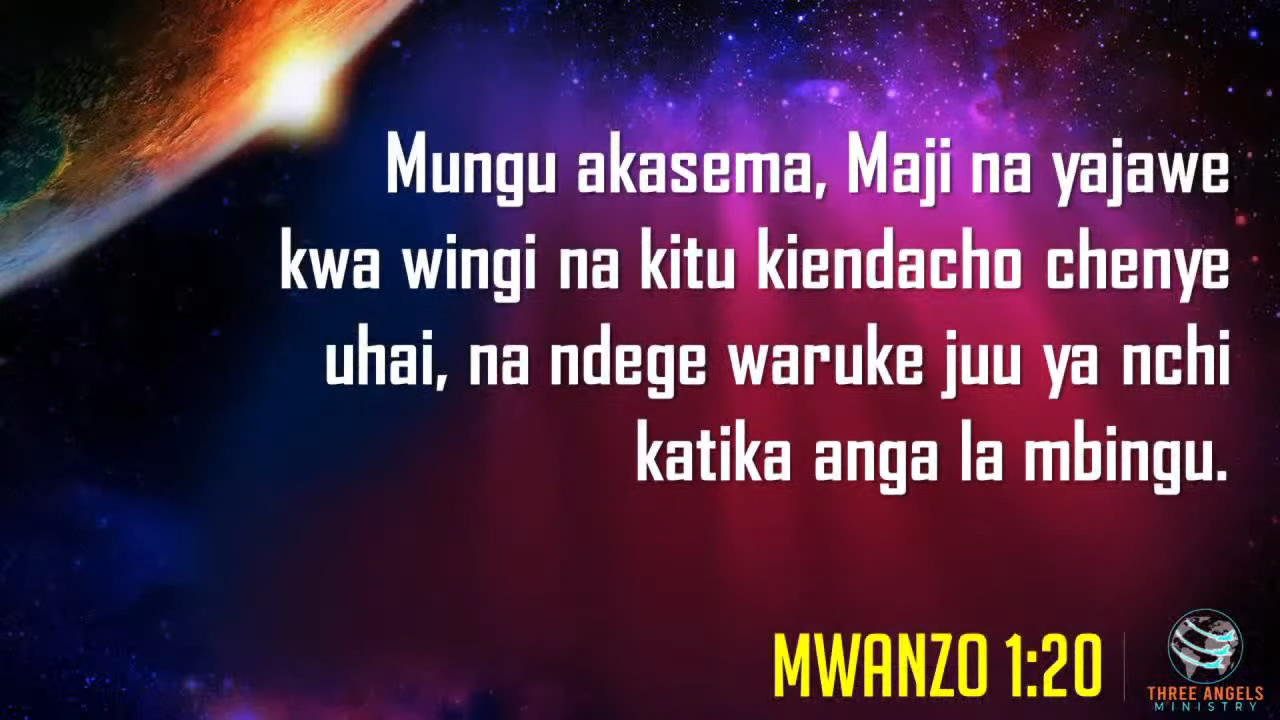 Mungu akasema, Maji na yajawe
kwa wingi na kitu kiendacho chenye
uhai, na ndege waruke juu ya nchi
katika anga la mbingu.
MWANZO 1:20
THREE ANGELS
MINISTRY